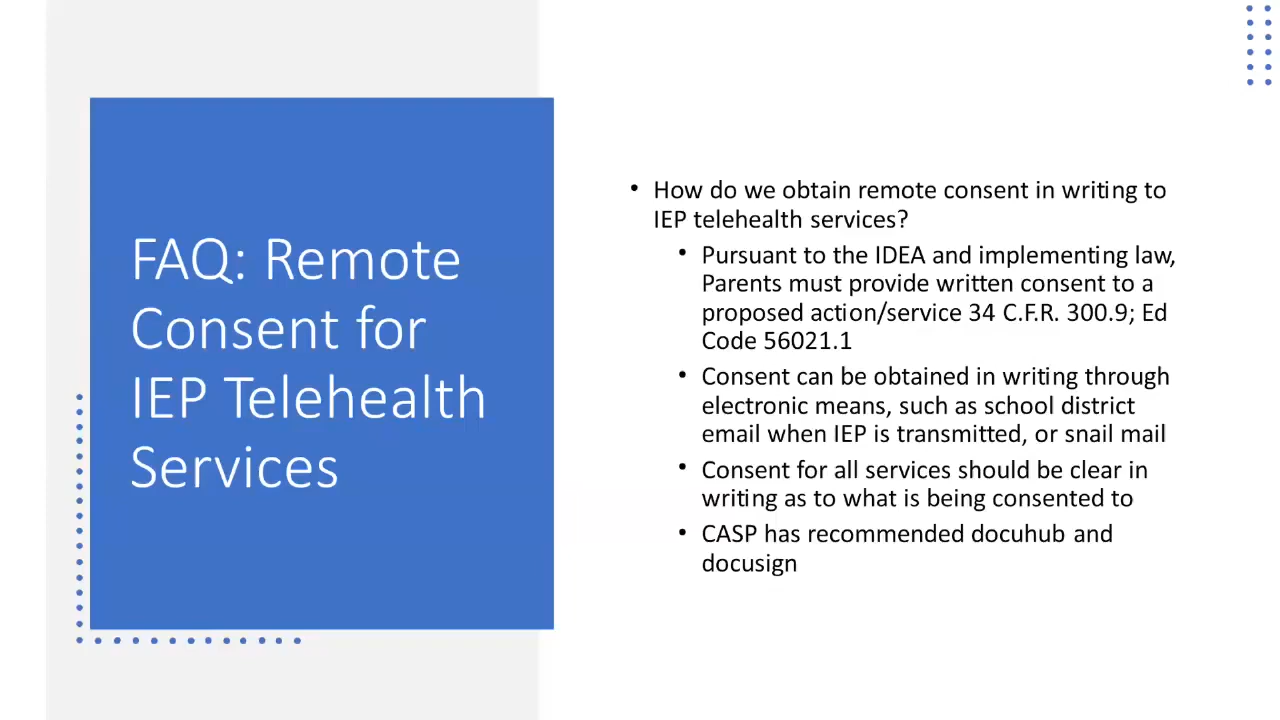 FAQ: Remote
Consent for
IEP Telehealth
Services
• How do we obtain remote consent in writing to
IEP telehealth services?
• Pursuant to the IDEA and implementing law,
Parents must provide written consent to a
proposed action/service 34 C.F.R. 300.9; Ed
Code 56021.1
• Consent can be obtained in writing through
electronic means, such as school district
email when IEP is transmitted, or snail mail
• Consent for all services should be clear in
writing as to what is being consented to
• CASP has recommended docuhub and
docusign